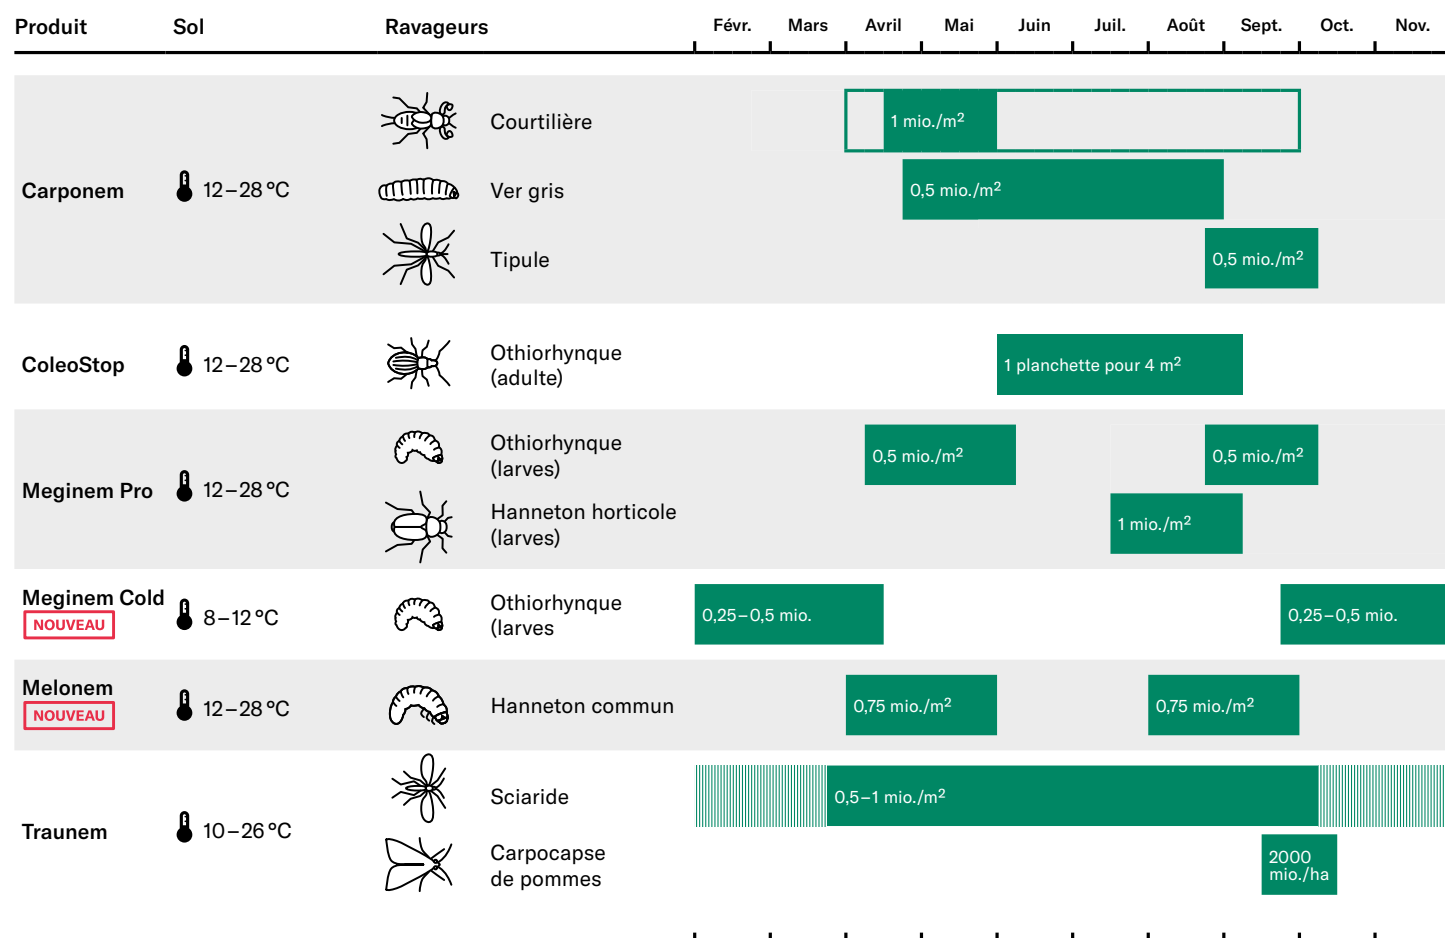 Produit Sol Ravageurs Févr. Mars Avril Mai Juin Juil. Août Sept. Oct. Nov.
Courtilière 1 mio./m²
Carponem 12–28 °C Ver gris 0,5 mio./m²
Tipule 0,5 mio./m²
ColeoStop 12–28 °C Othiorhynque
(adulte) 1 planchette pour 4 m²
Othiorhynque
(larves) 0,5 mio./m² 0,5 mio./m²
Meginem Pro 12–28 °C
Hanneton horticole
(larves) 1 mio./m²
Meginem Cold
NOUVEAU
8–12 °C Othiorhynque
(larves 0,25–0,5 mio. 0,25–0,5 mio.
Melonem
NOUVEAU
12–28 °C Hanneton commun 0,75 mio./m² 0,75 mio./m²
Sciaride 0,5–1 mio./m²
Traunem 10–26 °C
Carpocapse
de pommes
2000
mio./ha